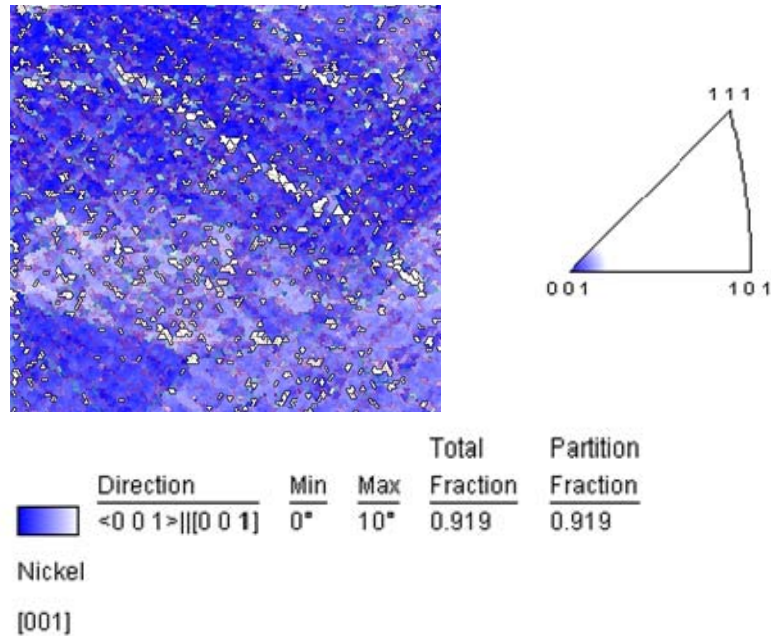 1 1 1
0 0 1
1 0 1
Total Partition
Direction Min Max Fraction Fraction
<0 0 1>||[0 0 1] 0° 10° 0.919 0.919
Nickel
[001]